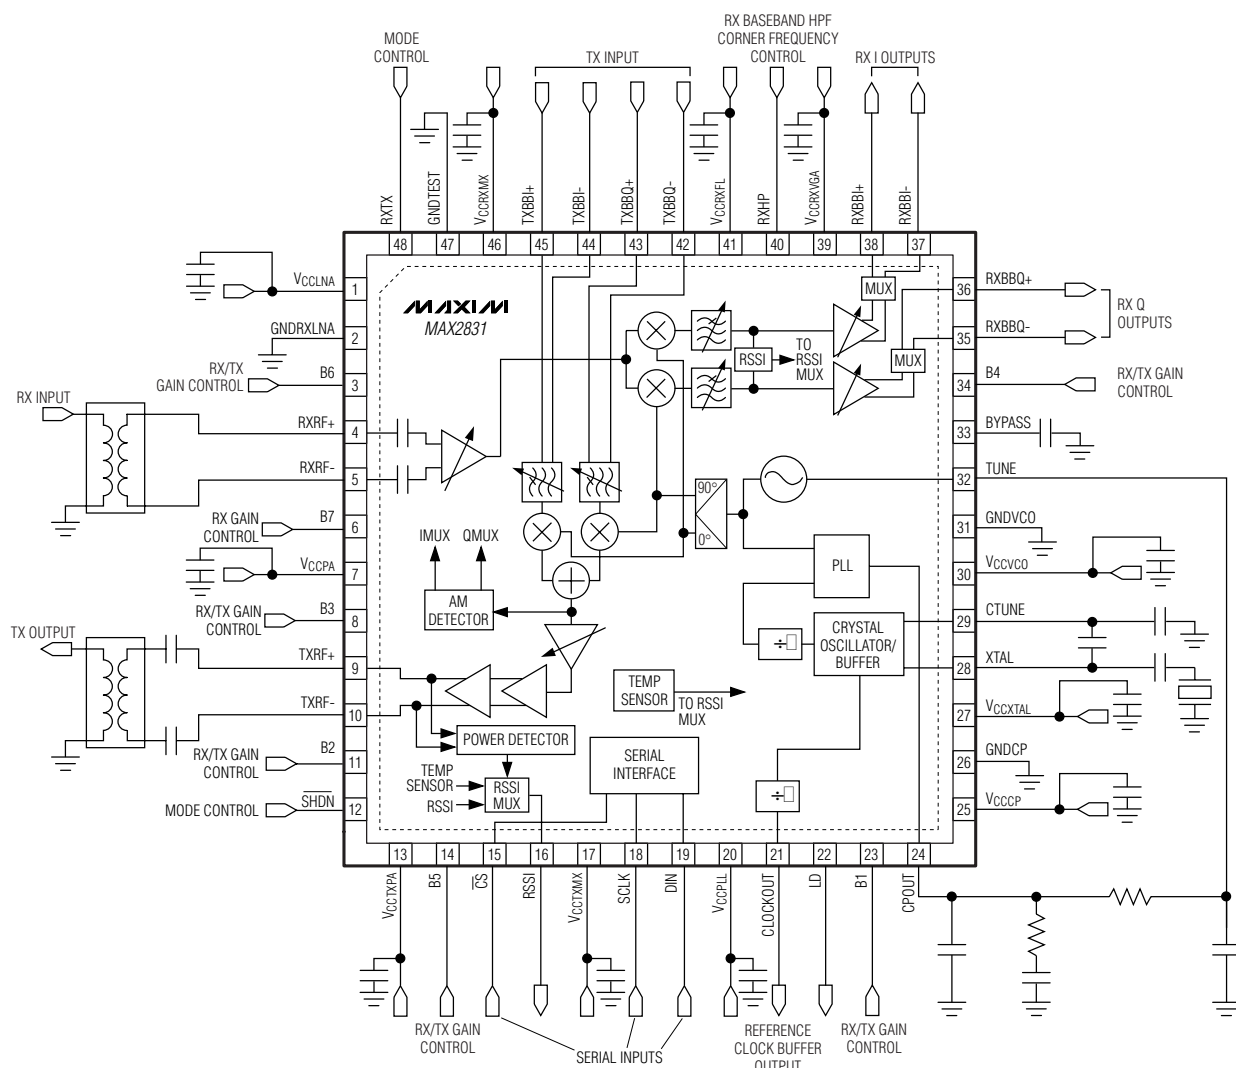 MODE
CONTROL
TX INPUT
RX BASEBAND HPF
CORNER FREQUENCY
CONTROL
RX I OUTPUTS
RXTX
GNDTEST
VCCRXMX
TXBBI+
TXBBI-
TXBBQ+
TXBBQ-
VCCRXFL
RXHP
VCCRXVGA
RXBBI+
RXBBI-
48
47
46
45
44
43
42
41
40
39
38
37
VCCLNA
1
GNDRXLNA
2
RX/TX
GAIN CONTROL
B6
3
RX INPUT
RXRF+
4
RXRF-
5
RX GAIN
CONTROL
B7
6
VCCPA
7
RX/TX GAIN
CONTROL
B3
8
TX OUTPUT
TXRF+
9
TXRF-
10
RX/TX GAIN
CONTROL
B2
11
MODE CONTROL
SHDN
12
MAXIM
MAX2831
MUX
MUX
RSSI
TO
RSSI
MUX
90°
0°
IMUX
QMUX
AM
DETECTOR
PLL
÷
CRYSTAL
OSCILLATOR/
BUFFER
TEMP
SENSOR
TO RSSI
MUX
POWER DETECTOR
TEMP
SENSOR
RSSI
RSSI
MUX
SERIAL
INTERFACE
÷
36
RXBBQ+
35
RXBBQ-
RX Q
OUTPUTS
34
B4
RX/TX GAIN
CONTROL
33
BYPASS
32
TUNE
31
GNDVCO
30
VCCVCO
29
CTUNE
28
XTAL
27
VCCXTAL
26
GNDCP
25
VCCCP
13
14
15
16
17
18
19
20
21
22
23
24
VCCTXPA
B5
CS
RSSI
VCCTXMX
SCLK
DIN
VCCPLL
CLOCKOUT
LD
B1
CPOUT
RX/TX GAIN
CONTROL
SERIAL INPUTS
REFERENCE
CLOCK BUFFER
OUTPUT
RX/TX GAIN
CONTROL